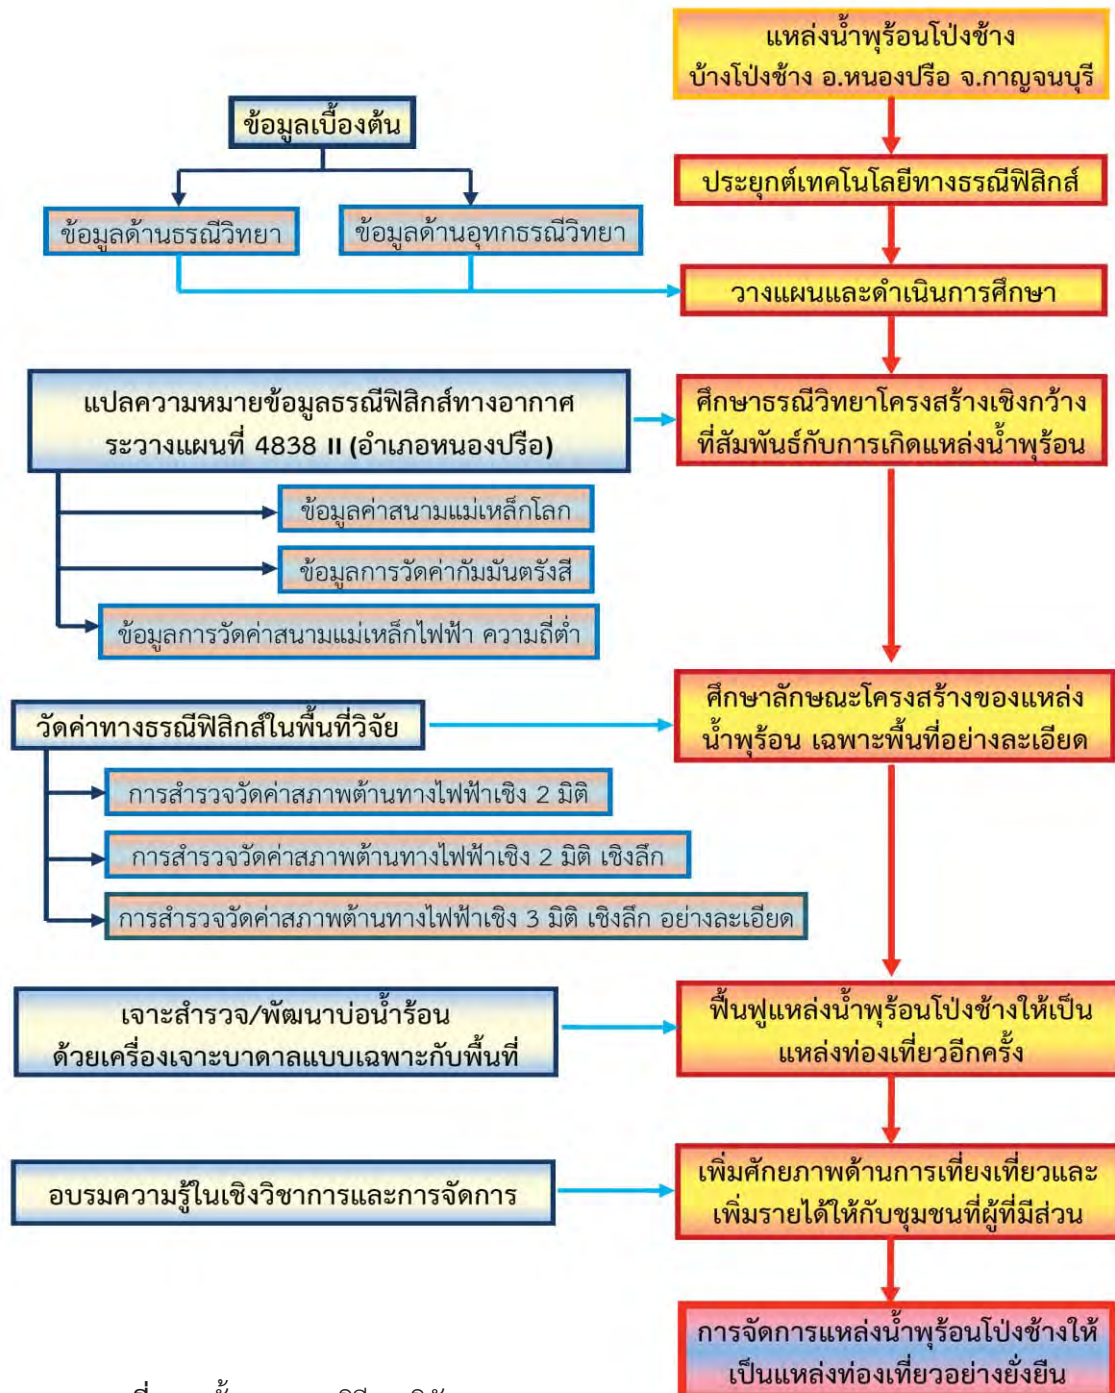 แหล่งน้ำพุร้อนโป่งช้าง
บ้างโป่งช้าง อ.หนองปรือ จ.กาญจนบุรี
ข้อมูลเบื้องต้น
ประยุกต์เทคโนโลยีทางธรณีฟิสิกส์
ข้อมูลด้านธรณีวิทยา
ข้อมูลด้านอุทกธรณีวิทยา
วางแผนและดำเนินการศึกษา
แปลความหมายข้อมูลธรณีฟิสิกส์ทางอากาศ
ระวางแผนที่ 4838 II (อำเภอหนองปรือ)
ศึกษาธรณีวิทยาโครงสร้างเชิงกว้าง
ที่สัมพันธ์กับการเกิดแหล่งน้ำพุร้อน
ข้อมูลค่าสนามแม่เหล็กโลก
ข้อมูลการวัดค่ากัมมันตรังสี
ข้อมูลการวัดค่าสนามแม่เหล็กไฟฟ้า ความถี่ต่ำ
วัดค่าทางธรณีฟิสิกส์ในพื้นที่วิจัย
ศึกษาลักษณะโครงสร้างของแหล่ง
น้ำพุร้อน เฉพาะพื้นที่อย่างละเอียด
การสำรวจวัดค่าสภาพต้านทางไฟฟ้าเชิง 2 มิติ
การสำรวจวัดค่าสภาพต้านทางไฟฟ้าเชิง 2 มิติ เชิงลึก
การสำรวจวัดค่าสภาพต้านทางไฟฟ้าเชิง 3 มิติ เชิงลึก อย่างละเอียด
เจาะสำรวจ/พัฒนาบ่อน้ำร้อน
ด้วยเครื่องเจาะบาดาลแบบเฉพาะกับพื้นที่
ฟื้นฟูแหล่งน้ำพุร้อนโป่งช้างให้เป็น
แหล่งท่องเที่ยวอีกครั้ง
อบรมความรู้ในเชิงวิชาการและการจัดการ
เพิ่มศักยภาพด้านการเที่ยงเที่ยวและ
เพิ่มรายได้ให้กับชุมชนที่ผู้ที่มีส่วน
การจัดการแหล่งน้ำพุร้อนโป่งช้างให้
เป็นแหล่งท่องเที่ยวอย่างยั่งยืน